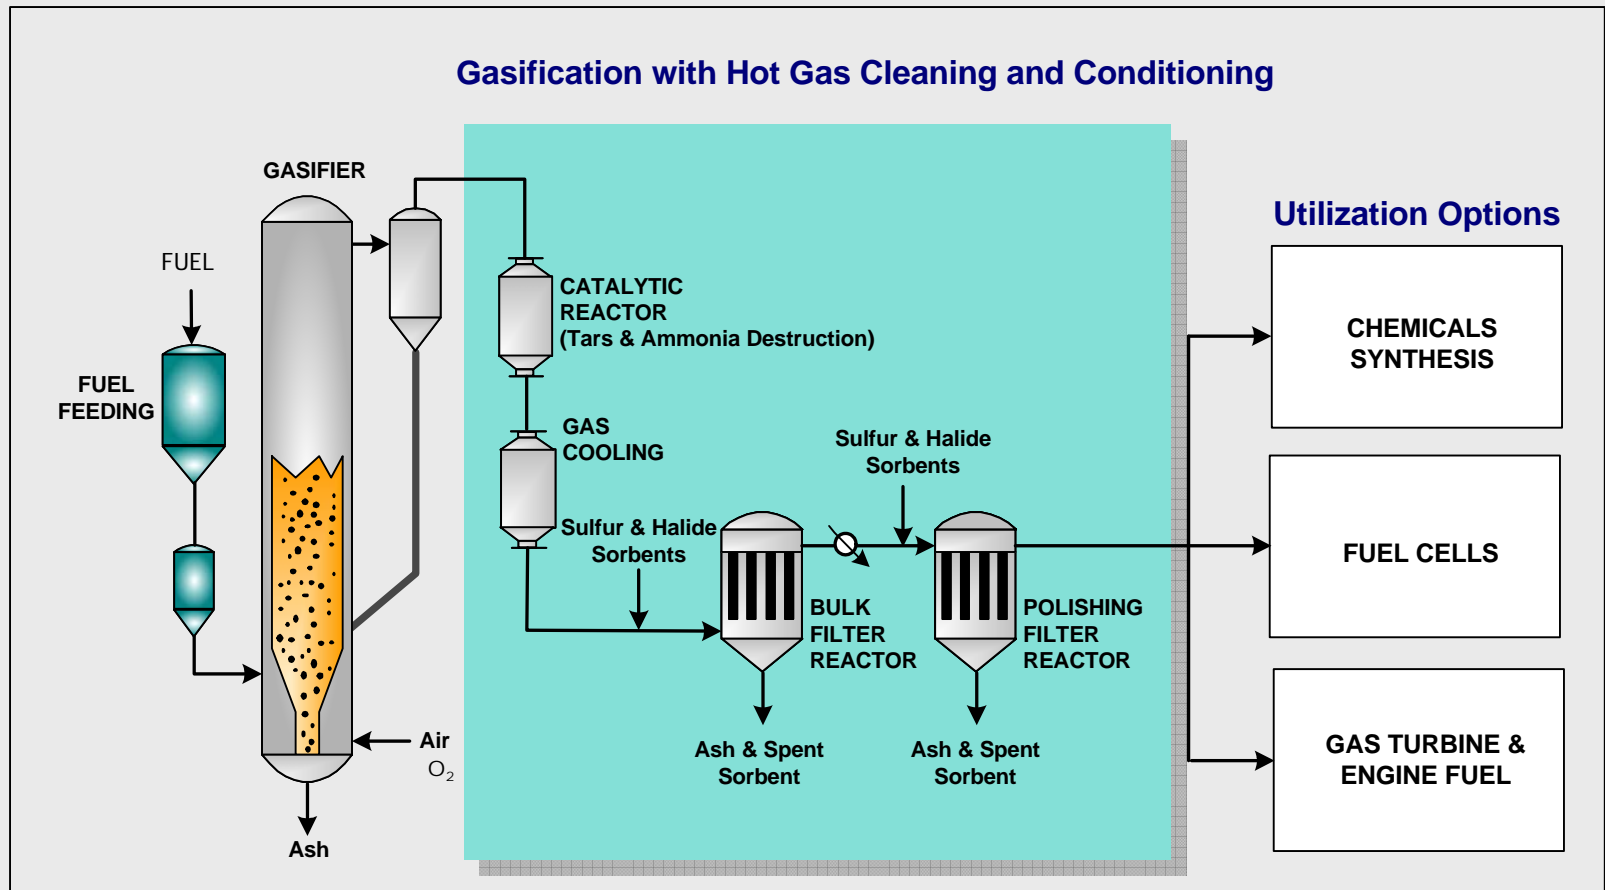 Gasification with Hot Gas Cleaning and Conditioning
GASIFIER
FUEL
FUEL
FEEDING
Air
O₂
Ash
CATALYTIC
REACTOR
(Tars & Ammonia Destruction)
GAS
COOLING
Sulfur & Halide
Sorbents
Sulfur & Halide
Sorbents
BULK
FILTER
REACTOR
POLISHING
FILTER
REACTOR
Ash & Spent
Sorbent
Ash & Spent
Sorbent
Utilization Options
CHEMICALS
SYNTHESIS
FUEL CELLS
GAS TURBINE &
ENGINE FUEL